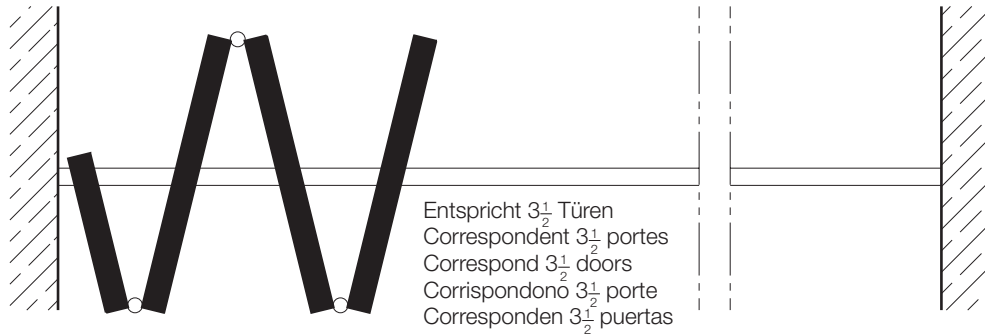 Entspricht 3½ Türen
Correspondent 3½ portes
Correspond 3½ doors
Corrispondono 3½ porte
Corresponden 3½ puertas